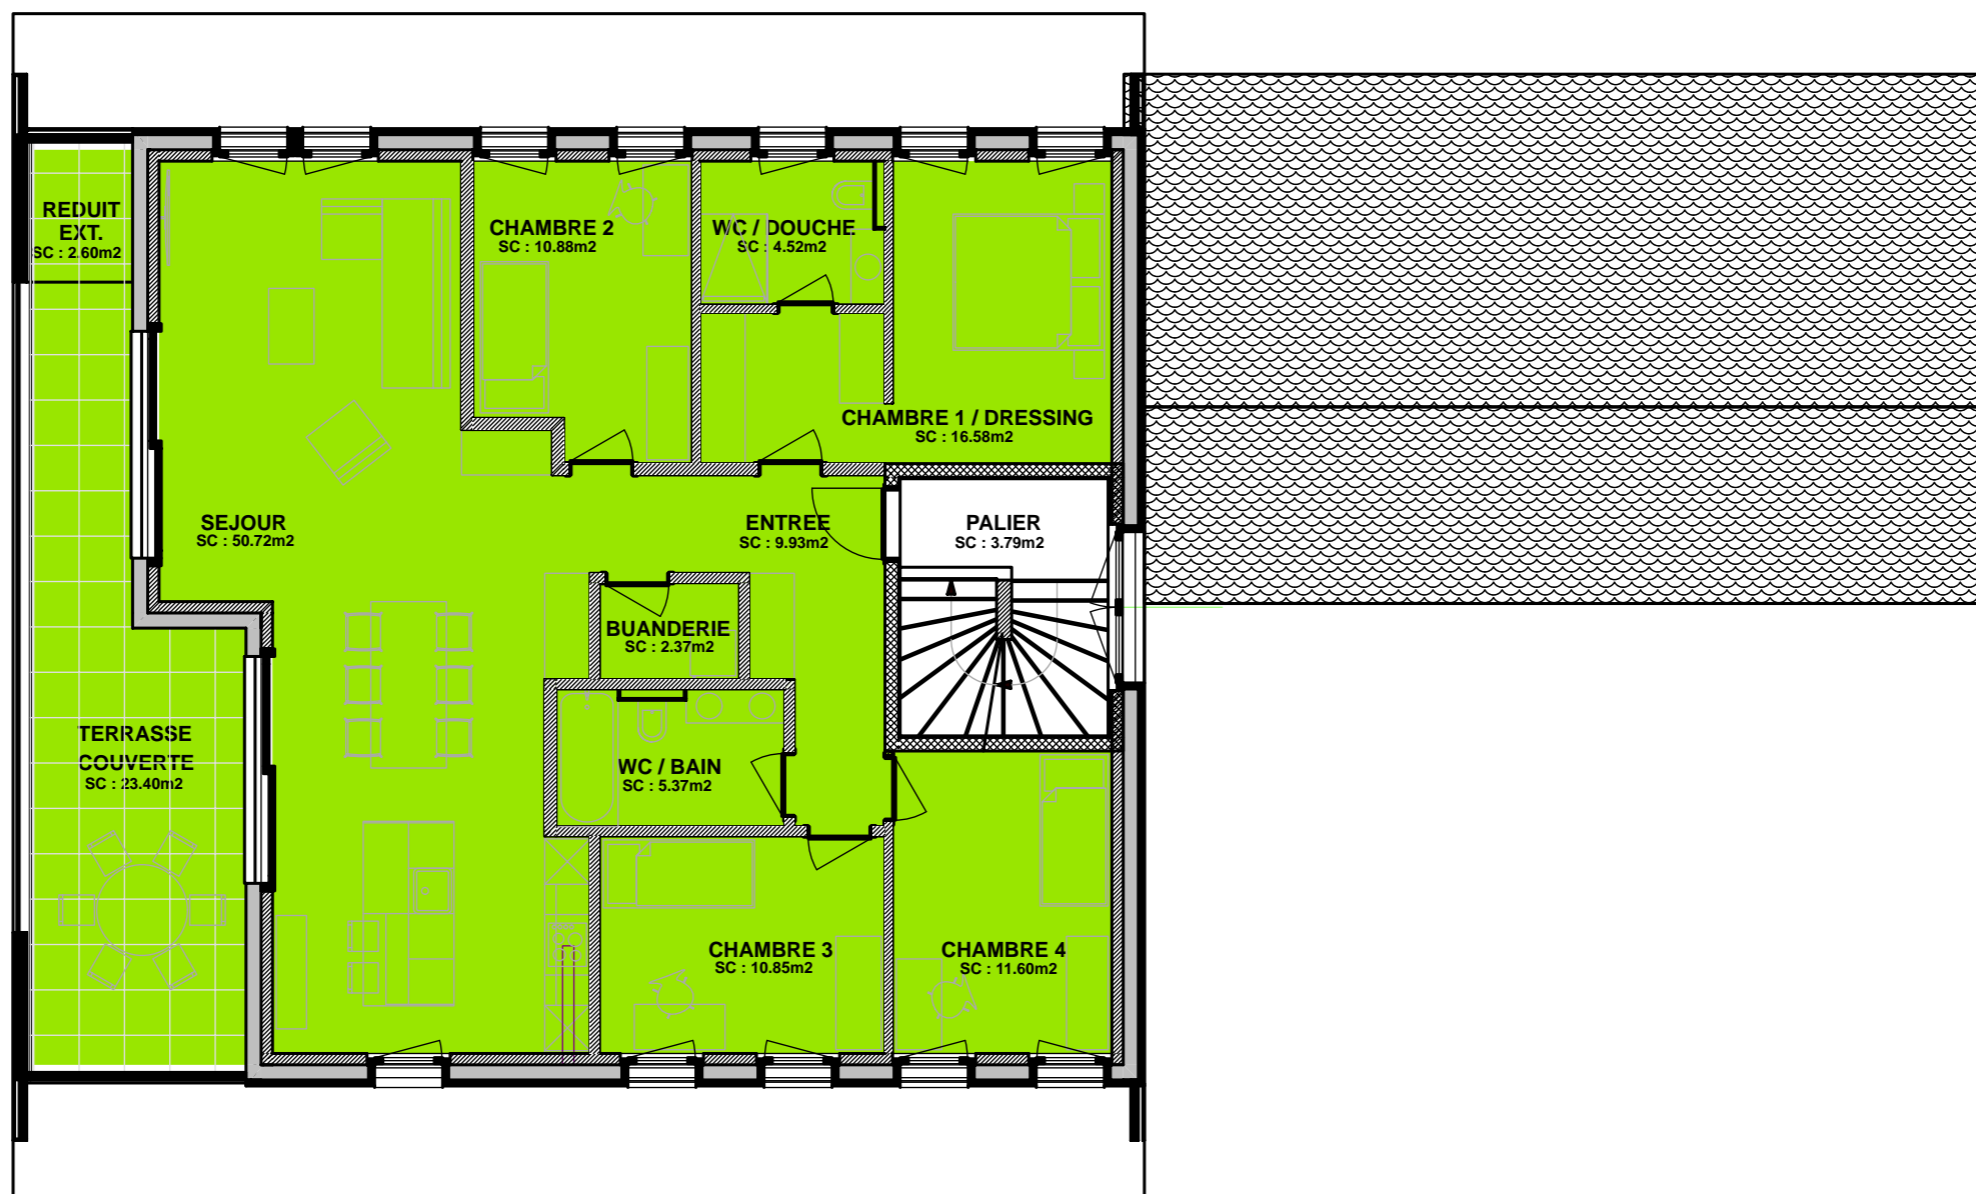 REDUIT
EXT.
SC : 2.60m2
CHAMBRE 2
SC : 10.88m2
WC / DOUCHE
SC : 4.52m2
CHAMBRE 1 / DRESSING
SC : 16.58m2
SEJOUR
SC : 50.72m2
ENTREE
SC : 9.93m2
PALIER
SC : 3.79m2
BUANDERIE
SC : 2.37m2
TERRASSE
COUVERTE
SC : 23.40m2
WC / BAIN
SC : 5.37m2
CHAMBRE 3
SC : 10.85m2
CHAMBRE 4
SC : 11.60m2